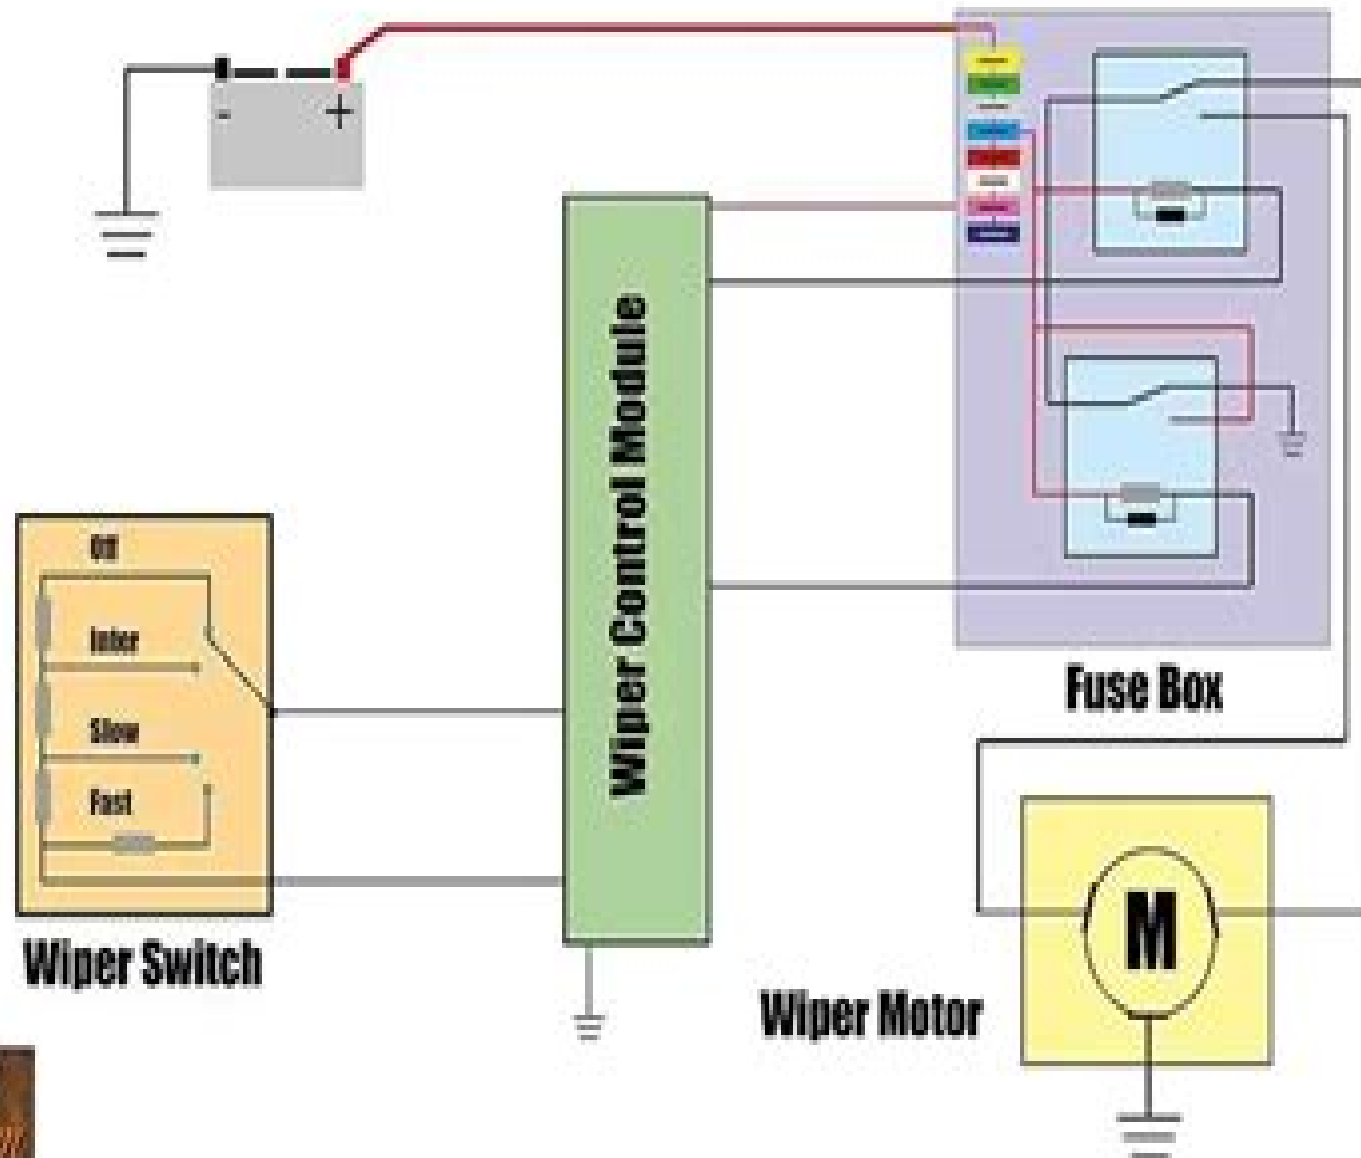 - +
Wiper Control Module
Fuse Box
Off
Inter
Slow
Fast
Wiper Switch
M
Wiper Motor